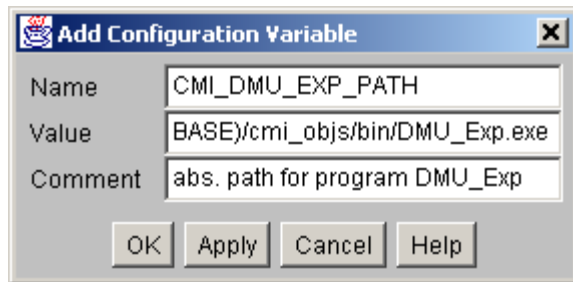 Add Configuration Variable
Name CMI_DMU_EXP_PATH
Value BASE)/cmi_objs/bin/DMU_Exp.exe
Comment abs. path for program DMU_Exp
OK Apply Cancel Help